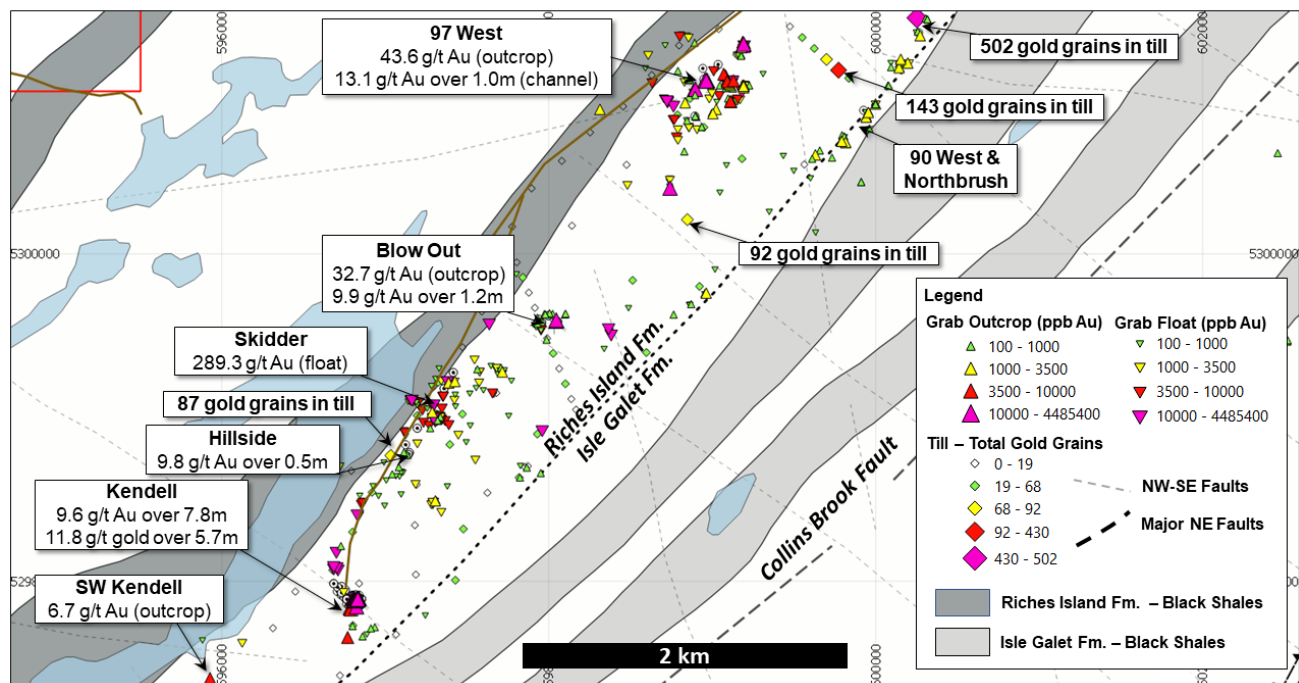 97 West
43.6 g/t Au (outcrop)
13.1 g/t Au over 1.0m (channel)
596000
6000000
602000
502 gold grains in till
143 gold grains in till
90 West &
Northbrush
92 gold grains in till
5300000
5300000
Blow Out
32.7 g/t Au (outcrop)
9.9 g/t Au over 1.2m
Skidder
289.3 g/t Au (float)
87 gold grains in till
Hillside
9.8 g/t Au over 0.5m
Kendell
9.6 g/t Au over 7.8m
11.8 g/t gold over 5.7m
SW Kendell
6.7 g/t Au (outcrop)
Riches Island Fm.
Isle Galet Fm.
Collins Brook Fault
2 km
Legend
Grab Outcrop (ppb Au)
100 - 1000
1000 - 3500
3500 - 10000
10000 - 4485400
Grab Float (ppb Au)
100 - 1000
1000 - 3500
3500 - 10000
10000 - 4485400
Till – Total Gold Grains
0 - 19
19 - 68
68 - 92
92 - 430
430 - 502
NW-SE Faults
Major NE Faults
Riches Island Fm. – Black Shales
Isle Galet Fm. – Black Shales
596000